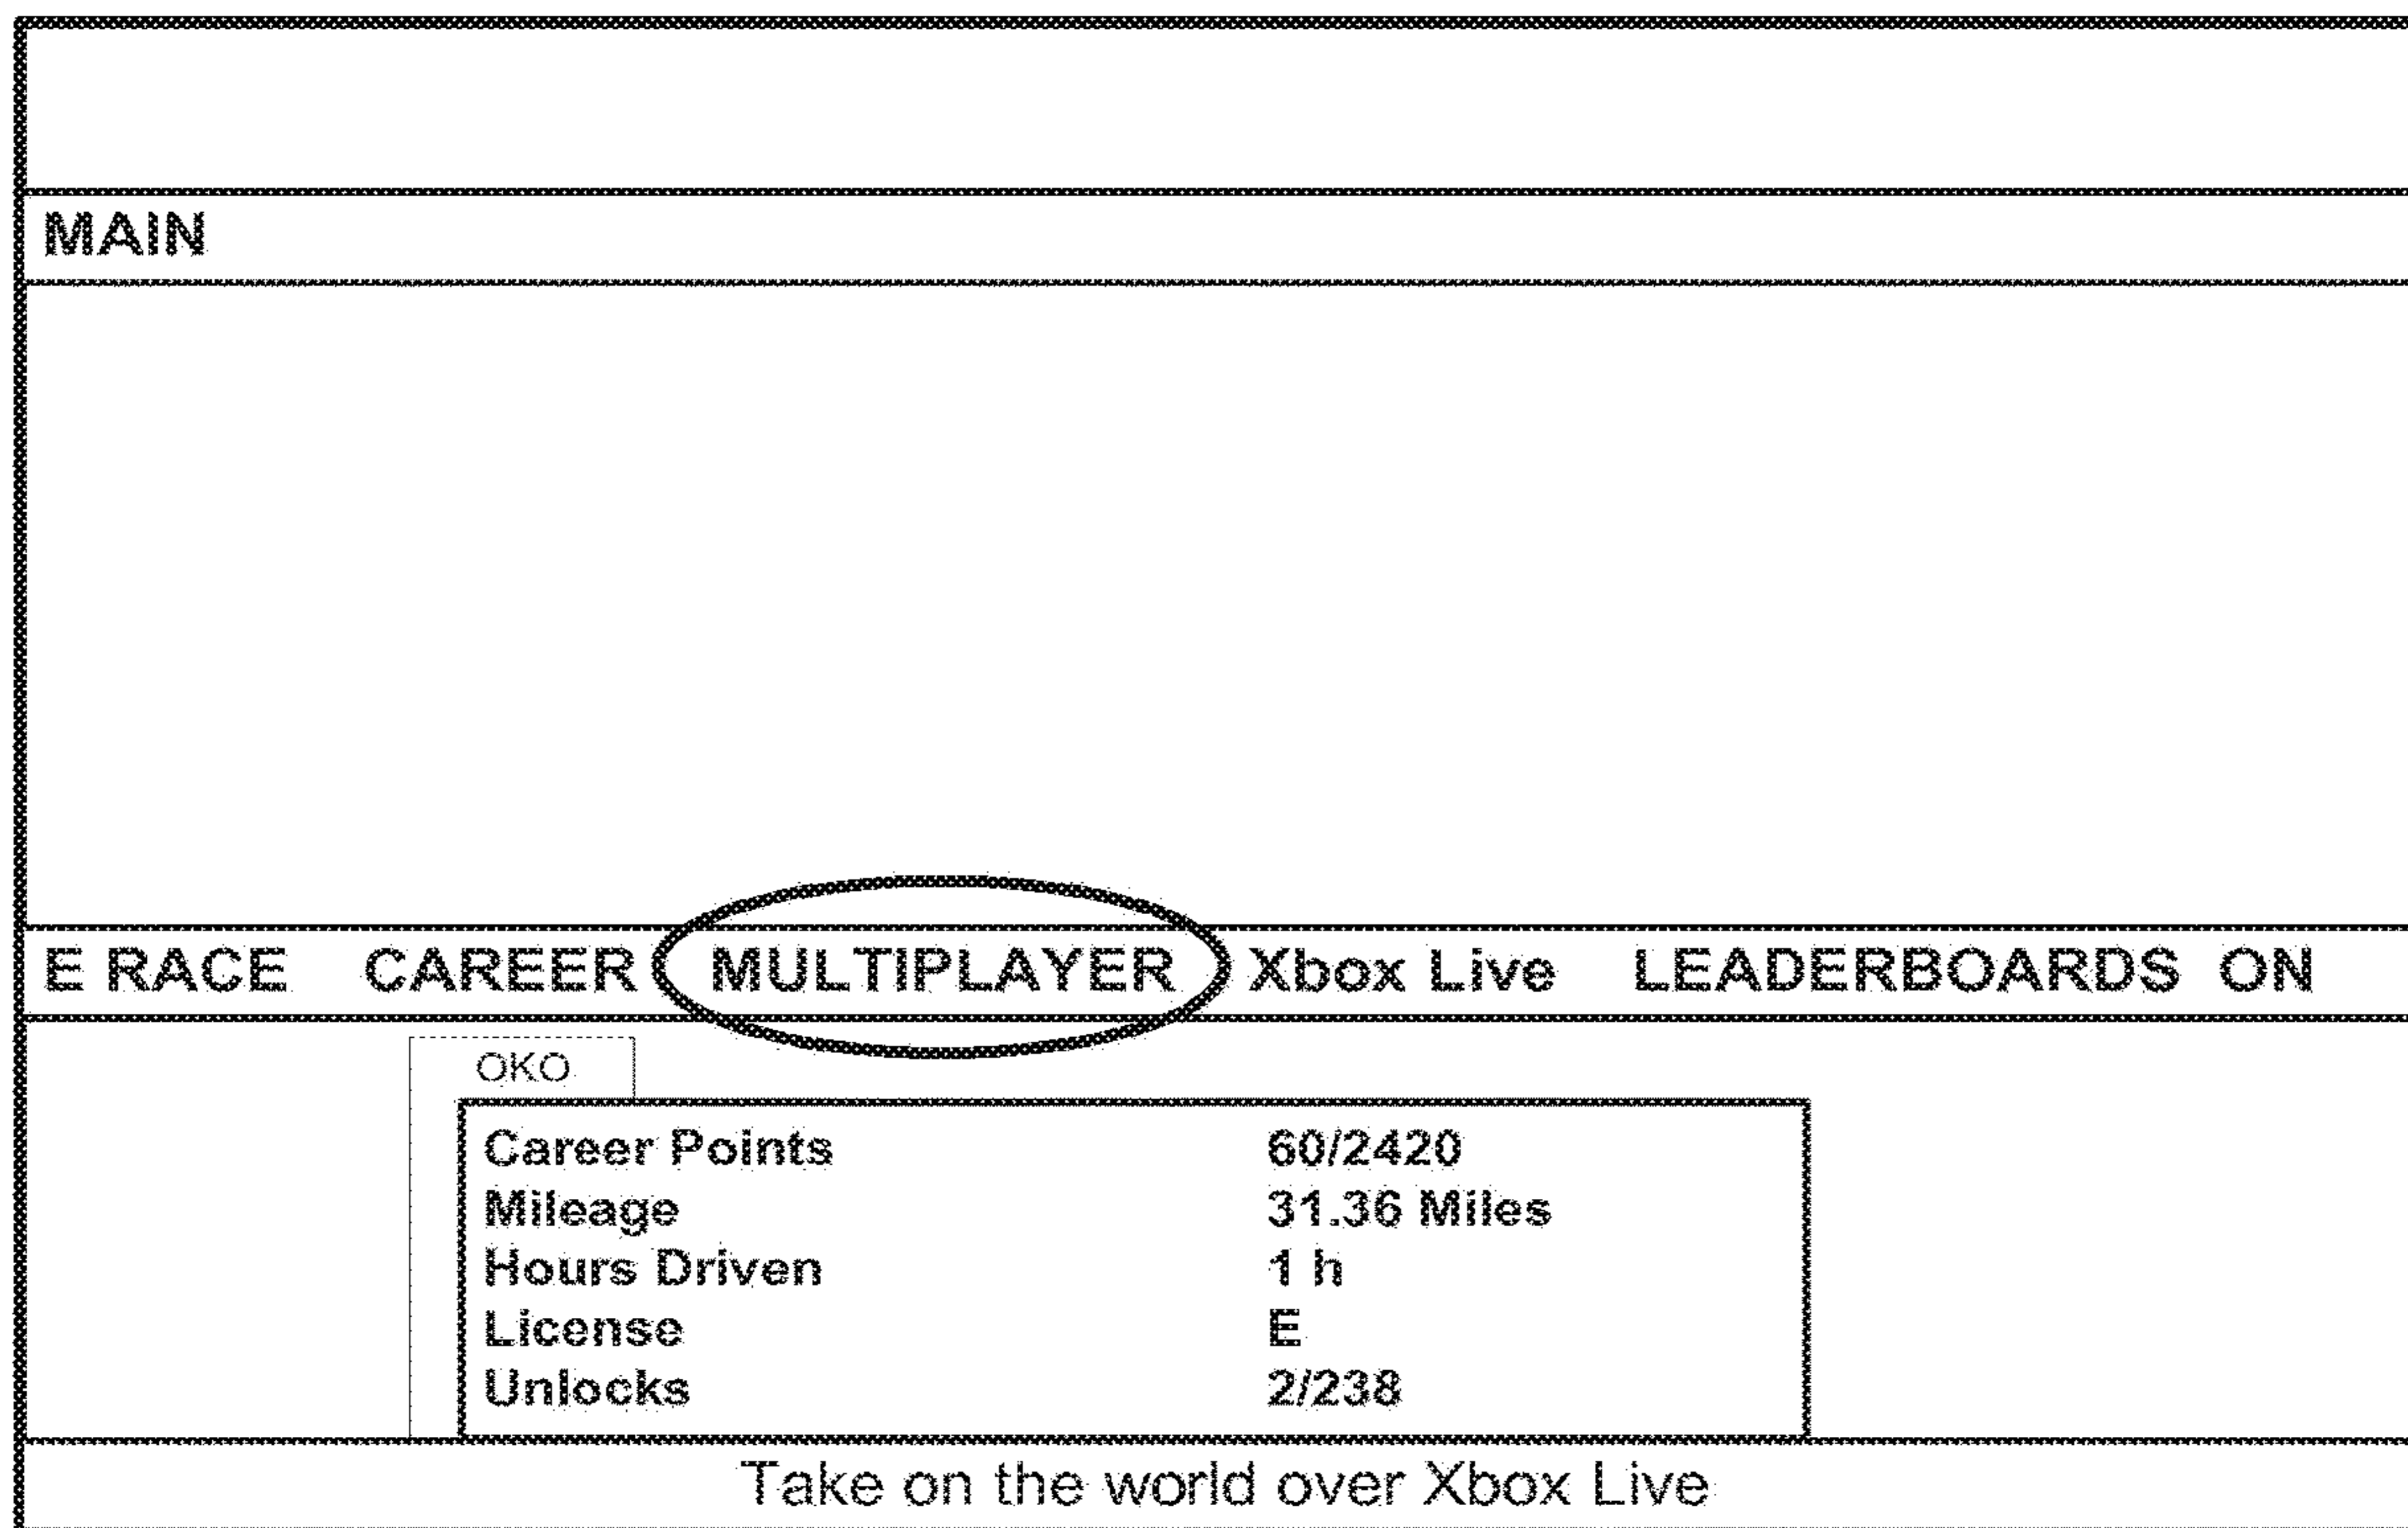 MAIN
E RACE CAREER MULTIPLAYER Xbox Live LEADERBOARDS ON
OKO
Career Points 60/2420
Mileage 31.36 Miles
Hours Driven 1 h
License E
Unlocks 2/238
Take on the world over Xbox Live